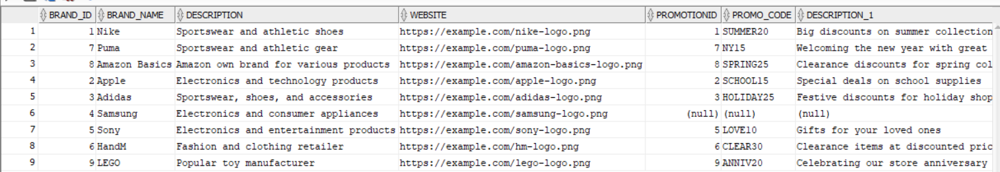 BRAND_ID BRAND_NAME DESCRIPTION WEBSITE PROMOTIONID PROMO_CODE DESCRIPTION_1
1 1 Nike Sportswear and athletic shoes https://example.com/nike-logo.png 1 SUMMER20 Big discounts on summer collection
2 7 Puma Sportswear and athletic gear https://example.com/puma-logo.png 7 NY15 Welcoming the new year with great
3 8 Amazon Basics Amazon own brand for various products https://example.com/amazon-basics-logo.png 8 SPRING25 Clearance discounts for spring col
4 2 Apple Electronics and technology products https://example.com/apple-logo.png 2 SCHOOL15 Special deals on school supplies
5 3 Adidas Sportswear, shoes, and accessories https://example.com/adidas-logo.png 3 HOLIDAY25 Festive discounts for holiday shop
6 4 Samsung Electronics and consumer appliances https://example.com/samsung-logo.png (null) (null) (null)
7 5 Sony Electronics and entertainment products https://example.com/sony-logo.png 5 LOVE10 Gifts for your loved ones
8 6 HandM Fashion and clothing retailer https://example.com/hm-logo.png 6 CLEAR30 Clearance items at discounted pric
9 9 LEGO Popular toy manufacturer https://example.com/lego-logo.png 9 ANNIV20 Celebrating our store anniversary